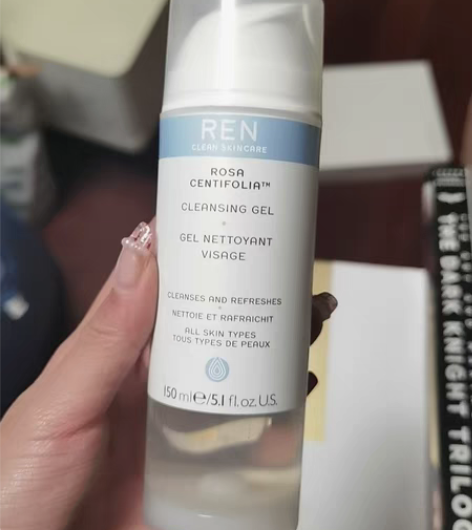 REN
CLEAN SKINCARE
ROSA
CENTIFOLIA™
CLEANSING GEL
GEL NETTOYANT
VISAGE
CLEANSES AND REFRESHES
NETTOIE ET RAFRAICHIT
ALL SKIN TYPES
TOUS TYPES DE PEAUX
150 ml℮/5.1 fl.oz.U.S.
THE DARK KNIGHT TRILO